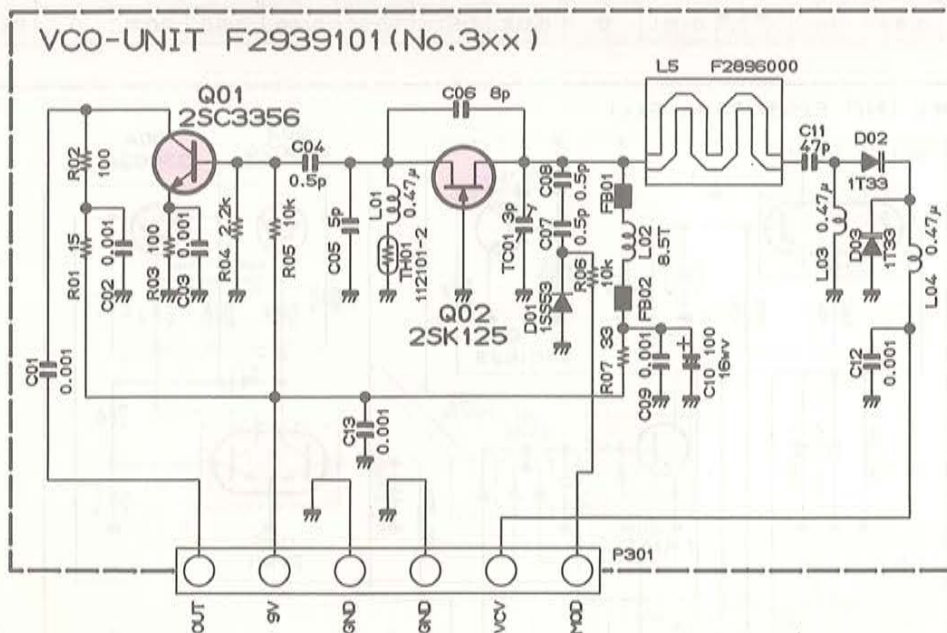 VCO-UNIT F2939101(No.3xx)
L5 F2896000
Q01
2SC3356
C06 8p
C11
47p
D02
1T33
R02
100
C04
0.5p
L01
0.47μ
TH01
112101-2
C05 5p
TC01 3p
C08 0.5p
C07 0.5p
FB01
L02
8.5T
FB02
R06
10k
D01
1SS53
L03 0.47μ
D03
1T33
L04 0.47μ
R01 15
C02 0.001
R03 100
C03 0.001
R04 2.2k
R05 10k
Q02
2SK125
R07 33
C09 0.001
C10 100
16wv
+
C12
0.001
C01
0.001
C13
0.001
P301
OUT
9V
GND
GND
VCV
MOD